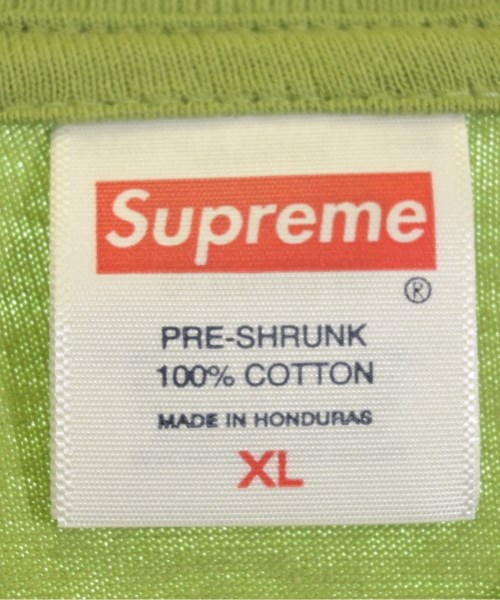 Supreme
®
PRE-SHRUNK
100% COTTON
MADE IN HONDURAS
XL